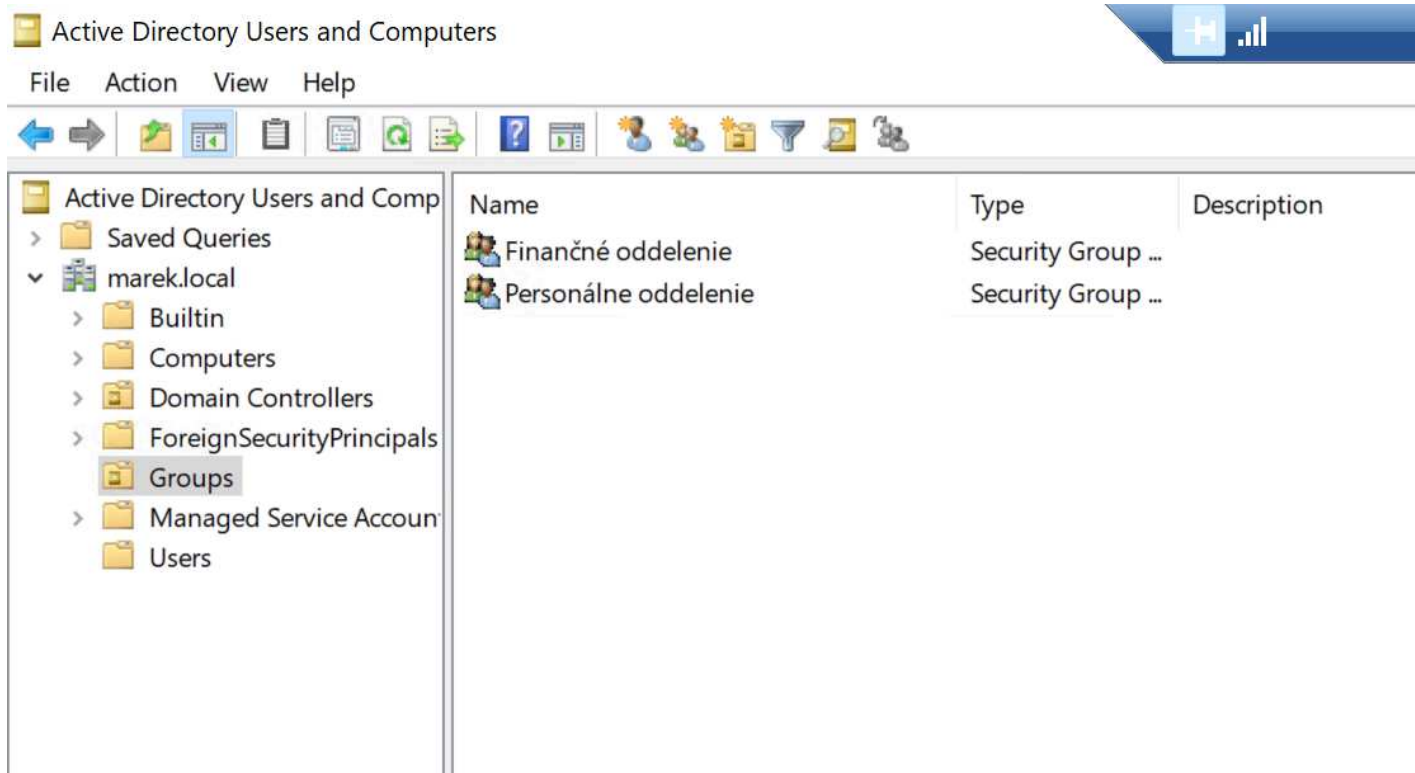 Active Directory Users and Computers
File Action View Help
Active Directory Users and Comp
Saved Queries
marek.local
Builtin
Computers
Domain Controllers
ForeignSecurityPrincipals
Groups
Managed Service Accoun
Users
Name Type Description
Finančné oddelenie Security Group ...
Personálne oddelenie Security Group ...